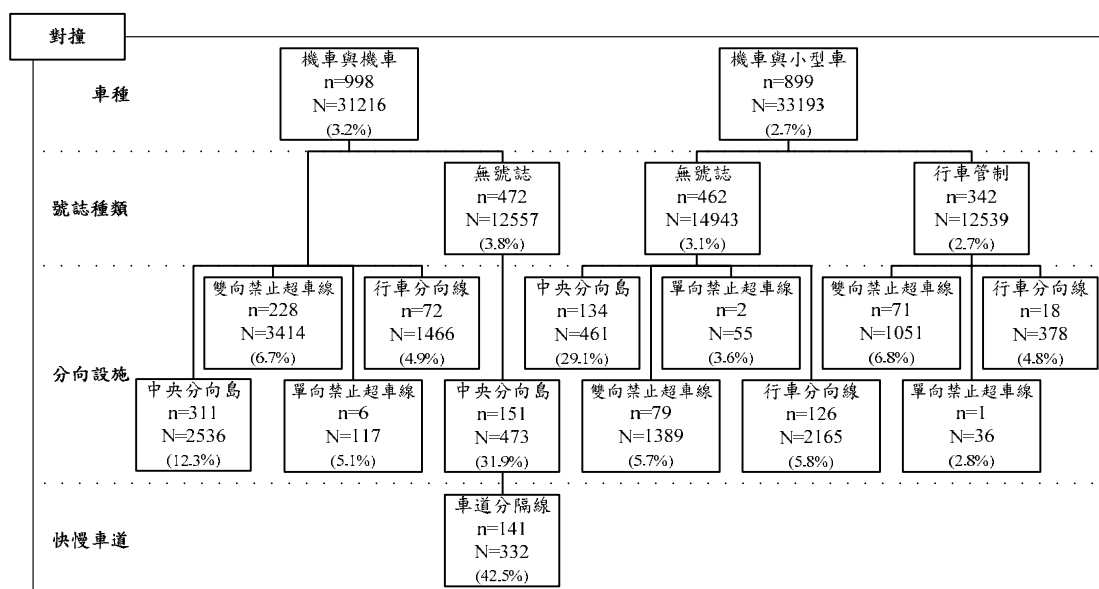 對撞
車種
機車與機車
n=998
N=31216
(3.2%)
機車與小型車
n=899
N=33193
(2.7%)
號誌種類
無號誌
n=472
N=12557
(3.8%)
無號誌
n=462
N=14943
(3.1%)
行車管制
n=342
N=12539
(2.7%)
分向設施
雙向禁止超車線
n=228
N=3414
(6.7%)
行車分向線
n=72
N=1466
(4.9%)
中央分向島
n=134
N=461
(29.1%)
單向禁止超車線
n=2
N=55
(3.6%)
雙向禁止超車線
n=71
N=1051
(6.8%)
行車分向線
n=18
N=378
(4.8%)
中央分向島
n=311
N=2536
(12.3%)
單向禁止超車線
n=6
N=117
(5.1%)
中央分向島
n=151
N=473
(31.9%)
雙向禁止超車線
n=79
N=1389
(5.7%)
行車分向線
n=126
N=2165
(5.8%)
單向禁止超車線
n=1
N=36
(2.8%)
快慢車道
車道分隔線
n=141
N=332
(42.5%)